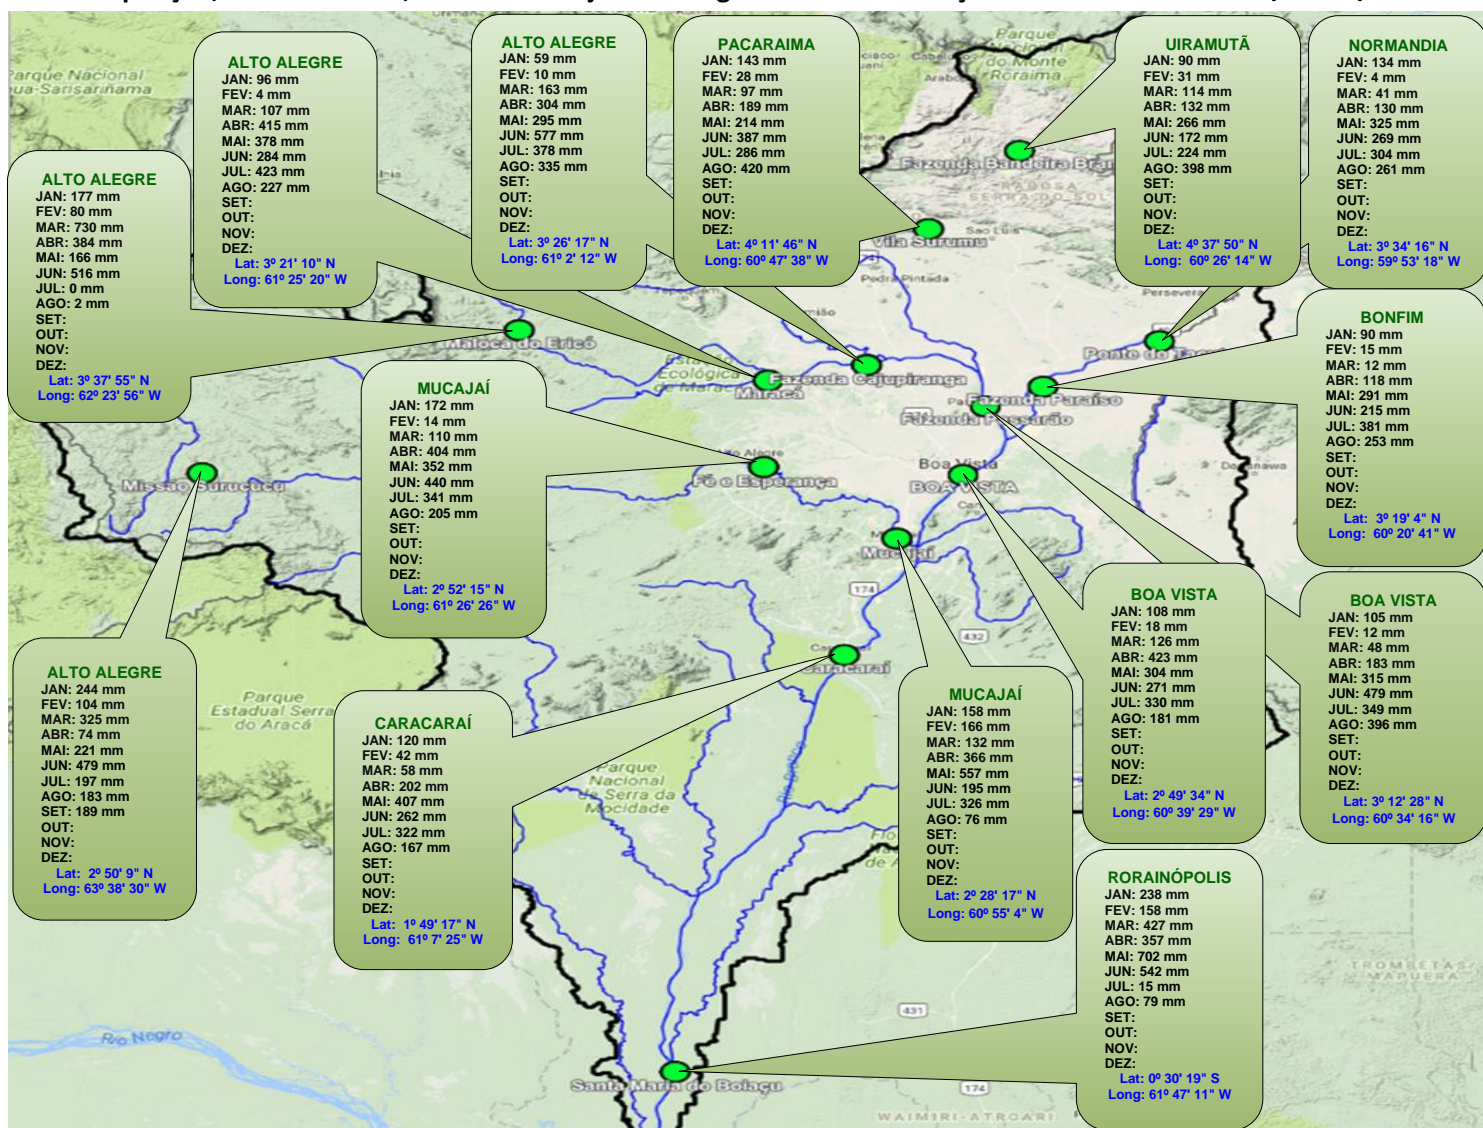 ALTO ALEGRE
JAN: 96 mm
FEV: 4 mm
MAR: 107 mm
ABR: 415 mm
MAI: 378 mm
JUN: 284 mm
JUL: 423 mm
AGO: 227 mm
SET:
OUT:
NOV:
DEZ:
Lat: 3º 21' 10" N
Long: 61º 25' 20" W
ALTO ALEGRE
JAN: 59 mm
FEV: 10 mm
MAR: 163 mm
ABR: 304 mm
MAI: 295 mm
JUN: 577 mm
JUL: 378 mm
AGO: 335 mm
SET:
OUT:
NOV:
DEZ:
Lat: 3º 26' 17" N
Long: 61º 2' 12" W
PACARAIMA
JAN: 143 mm
FEV: 28 mm
MAR: 97 mm
ABR: 189 mm
MAI: 214 mm
JUN: 387 mm
JUL: 286 mm
AGO: 420 mm
SET:
OUT:
NOV:
DEZ:
Lat: 4º 11' 46" N
Long: 60º 47' 38" W
UIRAMUTÃ
JAN: 90 mm
FEV: 31 mm
MAR: 114 mm
ABR: 132 mm
MAI: 266 mm
JUN: 172 mm
JUL: 224 mm
AGO: 398 mm
SET:
OUT:
NOV:
DEZ:
Lat: 4º 37' 50" N
Long: 60º 26' 14" W
NORMANDIA
JAN: 134 mm
FEV: 4 mm
MAR: 41 mm
ABR: 130 mm
MAI: 325 mm
JUN: 269 mm
JUL: 304 mm
AGO: 261 mm
SET:
OUT:
NOV:
DEZ:
Lat: 3º 34' 16" N
Long: 59º 53' 18" W
ALTO ALEGRE
JAN: 177 mm
FEV: 80 mm
MAR: 730 mm
ABR: 384 mm
MAI: 166 mm
JUN: 516 mm
JUL: 0 mm
AGO: 2 mm
SET:
OUT:
NOV:
DEZ:
Lat: 3º 37' 55" N
Long: 62º 23' 56" W
MUCAJAÍ
JAN: 172 mm
FEV: 14 mm
MAR: 110 mm
ABR: 404 mm
MAI: 352 mm
JUN: 440 mm
JUL: 341 mm
AGO: 205 mm
SET:
OUT:
NOV:
DEZ:
Lat: 2º 52' 15" N
Long: 61º 26' 26" W
BONFIM
JAN: 90 mm
FEV: 15 mm
MAR: 12 mm
ABR: 118 mm
MAI: 291 mm
JUN: 215 mm
JUL: 381 mm
AGO: 253 mm
SET:
OUT:
NOV:
DEZ:
Lat: 3º 19' 4" N
Long: 60º 20' 41" W
ALTO ALEGRE
JAN: 244 mm
FEV: 104 mm
MAR: 325 mm
ABR: 74 mm
MAI: 221 mm
JUN: 479 mm
JUL: 197 mm
AGO: 183 mm
SET: 189 mm
OUT:
NOV:
DEZ:
Lat: 2º 50' 9" N
Long: 63º 38' 30" W
CARACARAÍ
JAN: 120 mm
FEV: 42 mm
MAR: 58 mm
ABR: 202 mm
MAI: 407 mm
JUN: 262 mm
JUL: 322 mm
AGO: 167 mm
SET:
OUT:
NOV:
DEZ:
Lat: 1º 49' 17" N
Long: 61º 7' 25" W
MUCAJAÍ
JAN: 158 mm
FEV: 166 mm
MAR: 132 mm
ABR: 366 mm
MAI: 557 mm
JUN: 195 mm
JUL: 326 mm
AGO: 76 mm
SET:
OUT:
NOV:
DEZ:
Lat: 2º 28' 17" N
Long: 60º 55' 4" W
BOA VISTA
JAN: 108 mm
FEV: 18 mm
MAR: 126 mm
ABR: 423 mm
MAI: 304 mm
JUN: 271 mm
JUL: 330 mm
AGO: 181 mm
SET:
OUT:
NOV:
DEZ:
Lat: 2º 49' 34" N
Long: 60º 39' 29" W
BOA VISTA
JAN: 105 mm
FEV: 12 mm
MAR: 48 mm
ABR: 183 mm
MAI: 315 mm
JUN: 479 mm
JUL: 349 mm
AGO: 396 mm
SET:
OUT:
NOV:
DEZ:
Lat: 3º 12' 28" N
Long: 60º 34' 16" W
RORAINÓPOLIS
JAN: 238 mm
FEV: 158 mm
MAR: 427 mm
ABR: 357 mm
MAI: 702 mm
JUN: 542 mm
JUL: 15 mm
AGO: 79 mm
SET:
OUT:
NOV:
DEZ:
Lat: 0º 30' 19" S
Long: 61º 47' 11" W
Parque Nacional
Parque
do Monte
Roraima
Fazenda Bandeira
Vila Surumu
Sao Luis
Pedra Pintada
Maloca do Ericó
Ponte do
Ecológica
de Maraca
Maracá
Fazenda Cajupiranga
Fazenda Paraíso
Fazenda Passarão
Missão Surucucu
Fé e Esperança
Boa Vista
BOA VISTA
Mucajaí
174
432
Caracaraí
Parque
Estadual Serra
do Aracá
Parque
Nacional
da Serra da
Mocidade
Rio Branco
TROMBETAS/
MAPUERA
431
Rio Negro
Santa Maria do Boiaçu
174
WAIMIRI-ATROARI